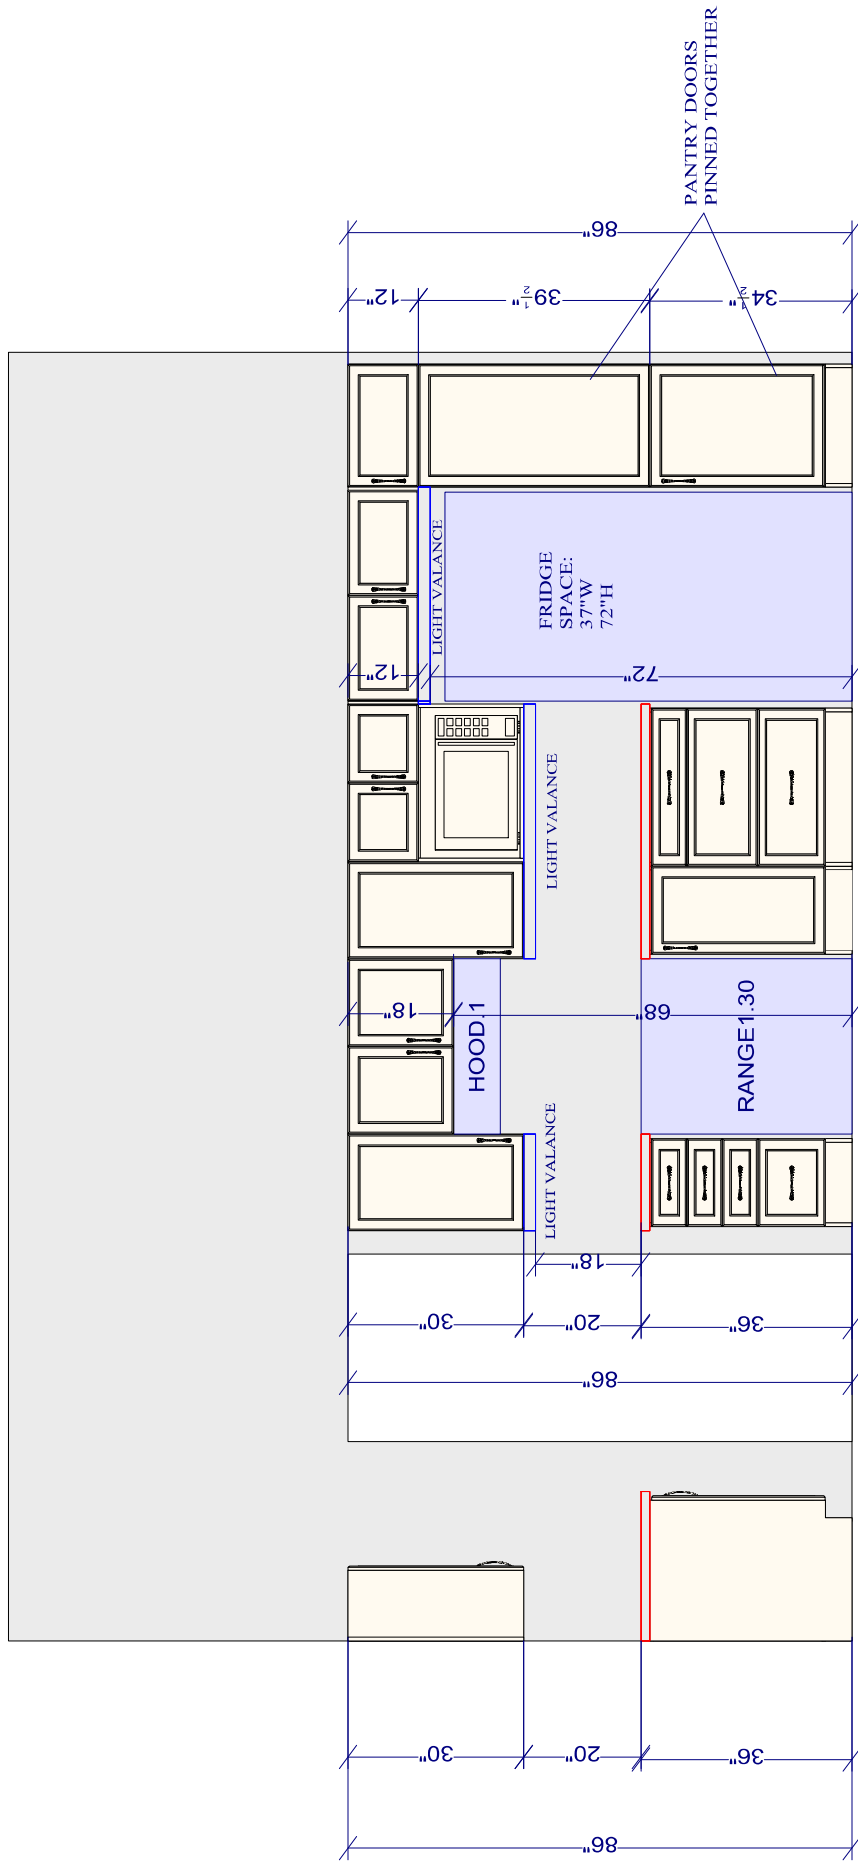 PANTRY DOORS
PINNED TOGETHER
86"
12"
39 1/2"
34 1/2"
LIGHT VALANCE
FRIDGE
SPACE:
37"W
72"H
12"
72"
LIGHT VALANCE
18"
68"
HOOD.1
RANGE1.30
LIGHT VALANCE
18"
30"
20"
36"
86"
30"
20"
36"
86"